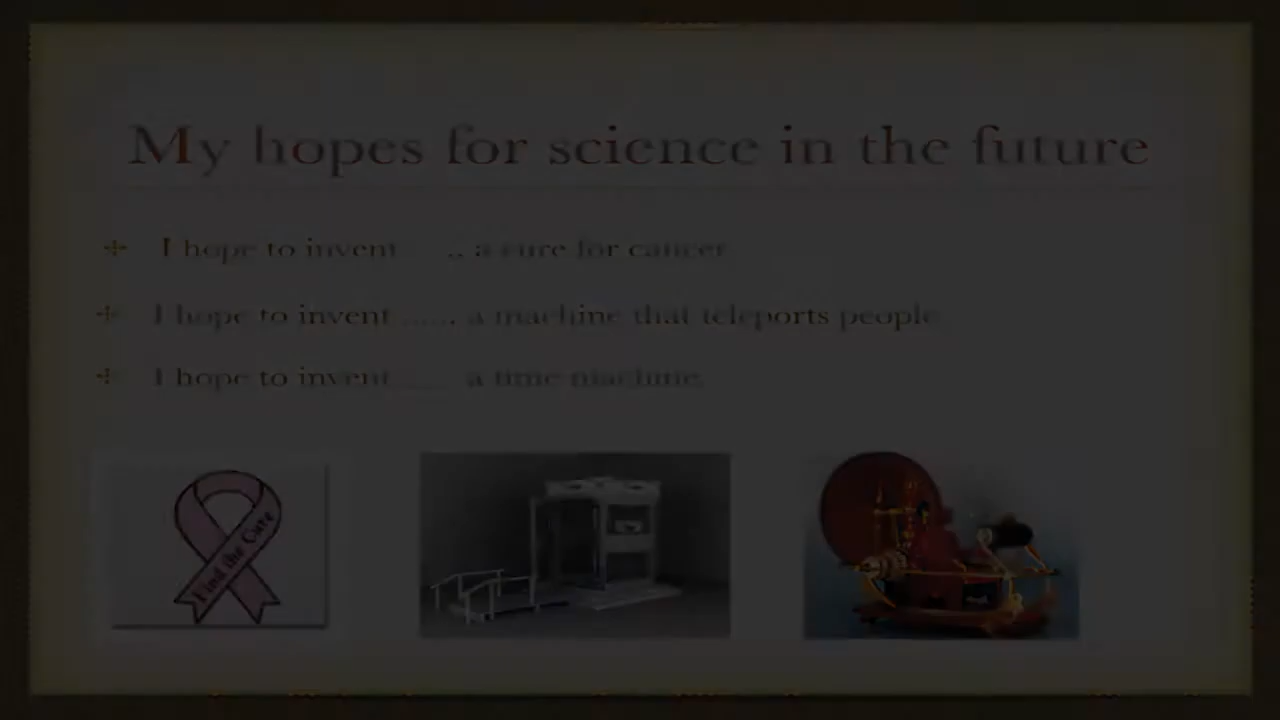 My hopes for science in the future
I hope to invent ..... a cure for cancer
I hope to invent ...... a machine that teleports people
I hope to invent ...... a time machine.
Find the Cure